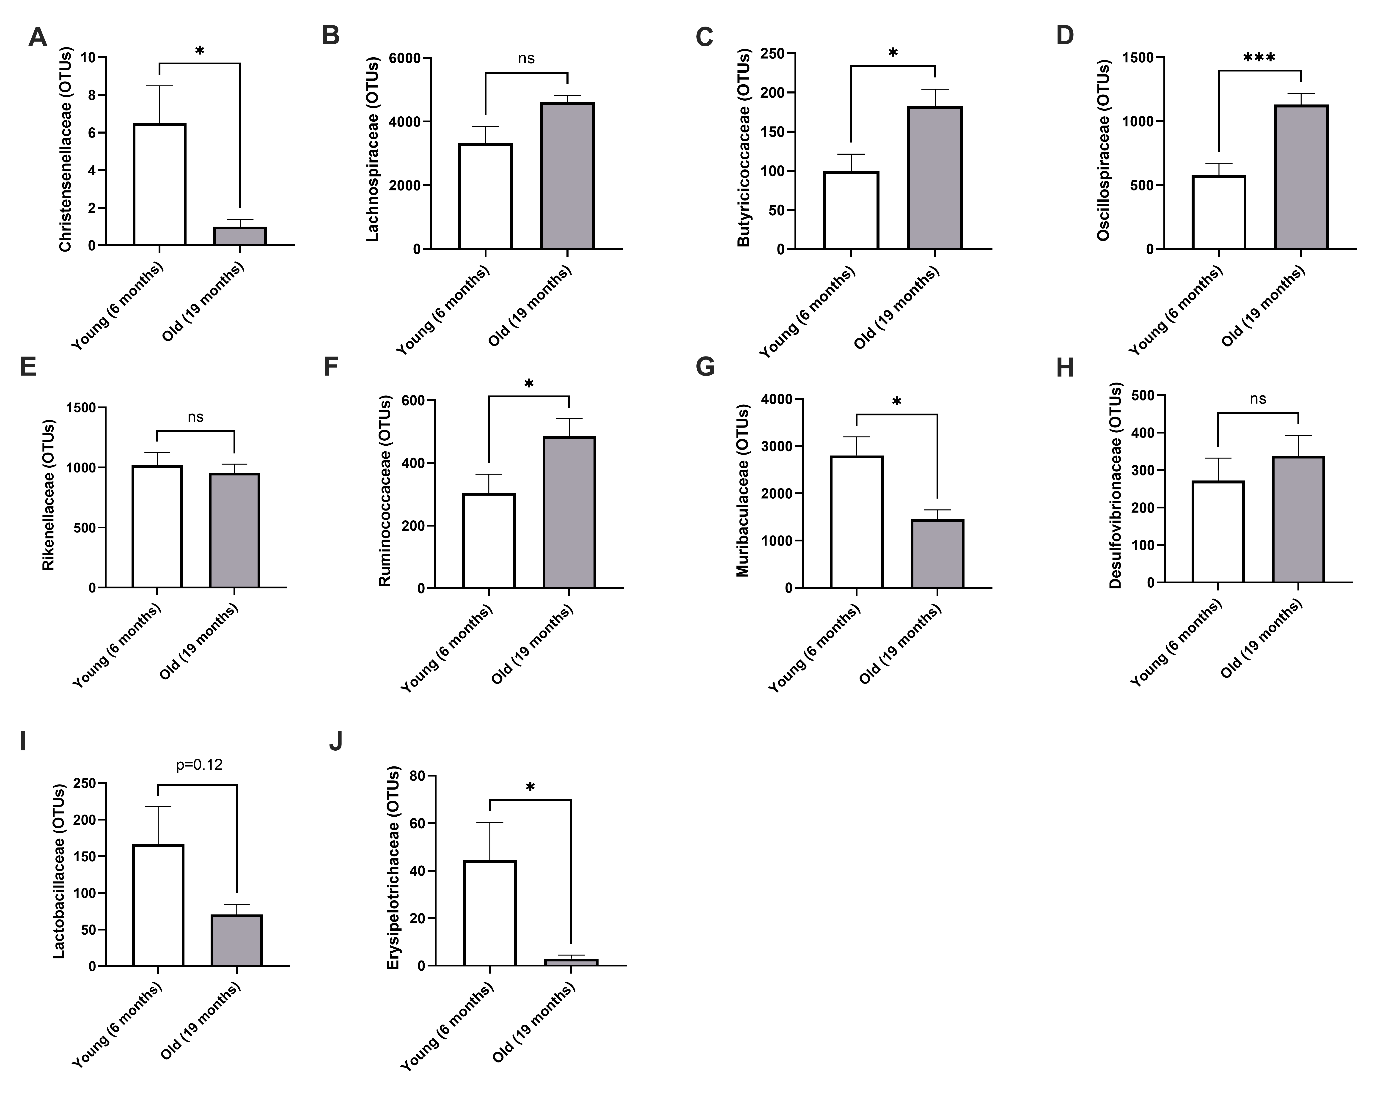 A
Christensenellaceae (OTUs)
10
8
6
4
2
0
*
Young (6 months)
Old (19 months)
B
Lachnospiraceae (OTUs)
6000
4000
2000
0
ns
Young (6 months)
Old (19 months)
C
Butyricicoccaceae (OTUs)
250
200
150
100
50
0
*
Young (6 months)
Old (19 months)
D
Oscillospiraceae (OTUs)
1500
1000
500
0
***
Young (6 months)
Old (19 months)
E
Rikenellaceae (OTUs)
1500
1000
500
0
ns
Young (6 months)
Old (19 months)
F
Ruminococcaceae (OTUs)
600
400
200
0
*
Young (6 months)
Old (19 months)
G
Muribaculaceae (OTUs)
4000
3000
2000
1000
0
*
Young (6 months)
Old (19 months)
H
Desulfovibrionaceae (OTUs)
500
400
300
200
100
0
ns
Young (6 months)
Old (19 months)
I
Lactobacillaceae (OTUs)
250
200
150
100
50
0
p=0.12
Young (6 months)
Old (19 months)
J
Erysipelotrichaceae (OTUs)
80
60
40
20
0
*
Young (6 months)
Old (19 months)